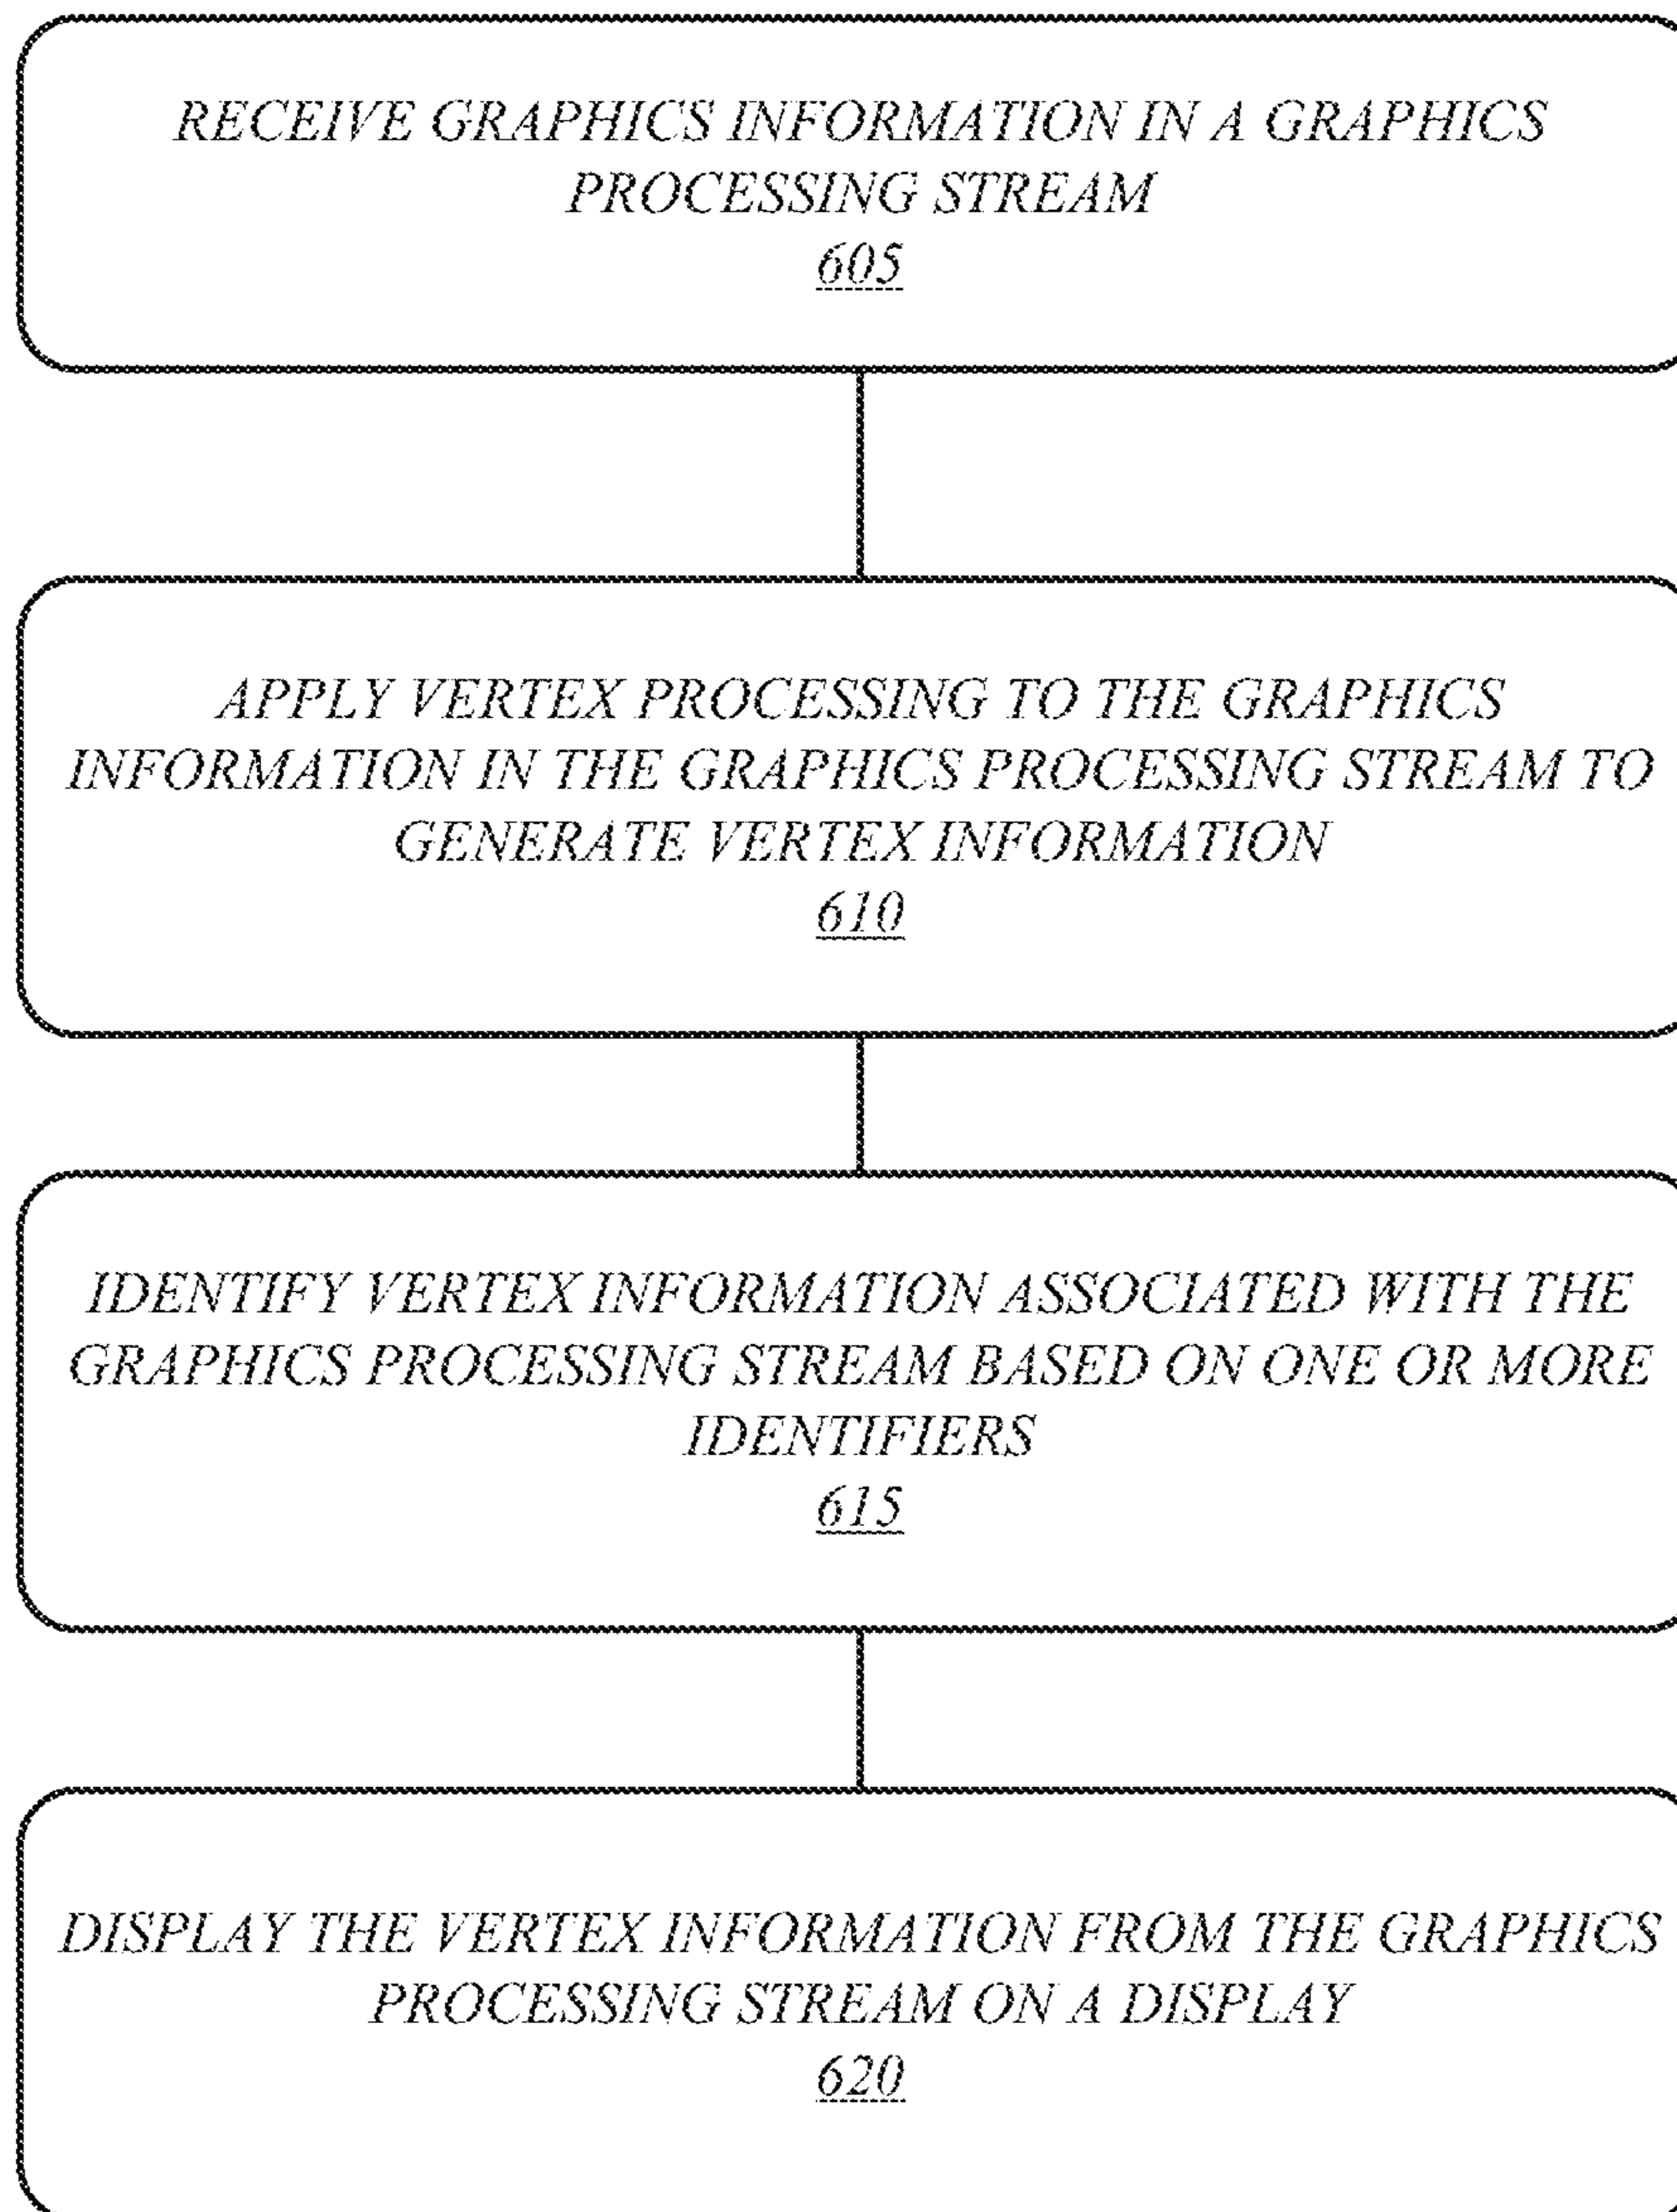 RECEIVE GRAPHICS INFORMATION IN A GRAPHICS
PROCESSING STREAM
605
APPLY VERTEX PROCESSING TO THE GRAPHICS
INFORMATION IN THE GRAPHICS PROCESSING STREAM TO
GENERATE VERTEX INFORMATION
610
IDENTIFY VERTEX INFORMATION ASSOCIATED WITH THE
GRAPHICS PROCESSING STREAM BASED ON ONE OR MORE
IDENTIFIERS
615
DISPLAY THE VERTEX INFORMATION FROM THE GRAPHICS
PROCESSING STREAM ON A DISPLAY
620